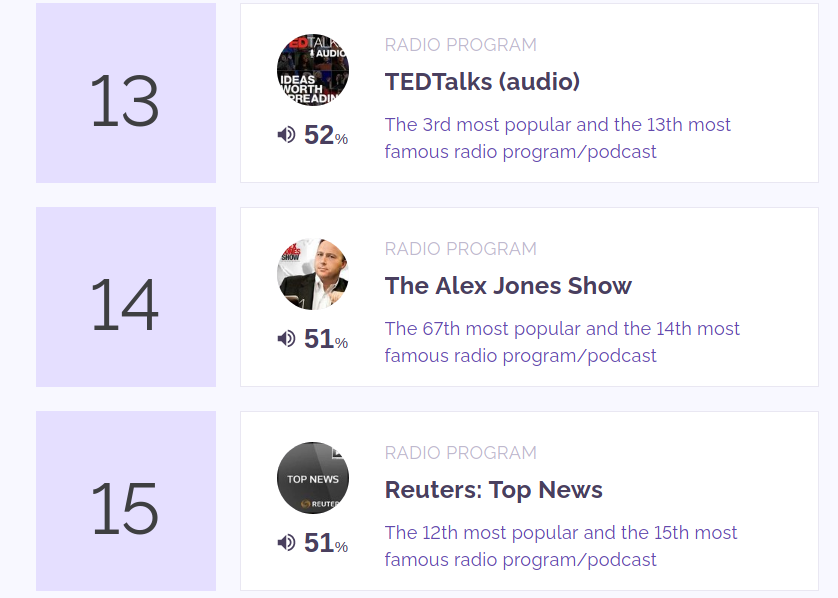 13
TEDTALKS
AUDIO
IDEAS
WORTH
SPREADING
52%
RADIO PROGRAM
TEDTalks (audio)
The 3rd most popular and the 13th most
famous radio program/podcast
14
JONES
SHOW
51%
RADIO PROGRAM
The Alex Jones Show
The 67th most popular and the 14th most
famous radio program/podcast
15
TOP NEWS
REUTERS
51%
RADIO PROGRAM
Reuters: Top News
The 12th most popular and the 15th most
famous radio program/podcast